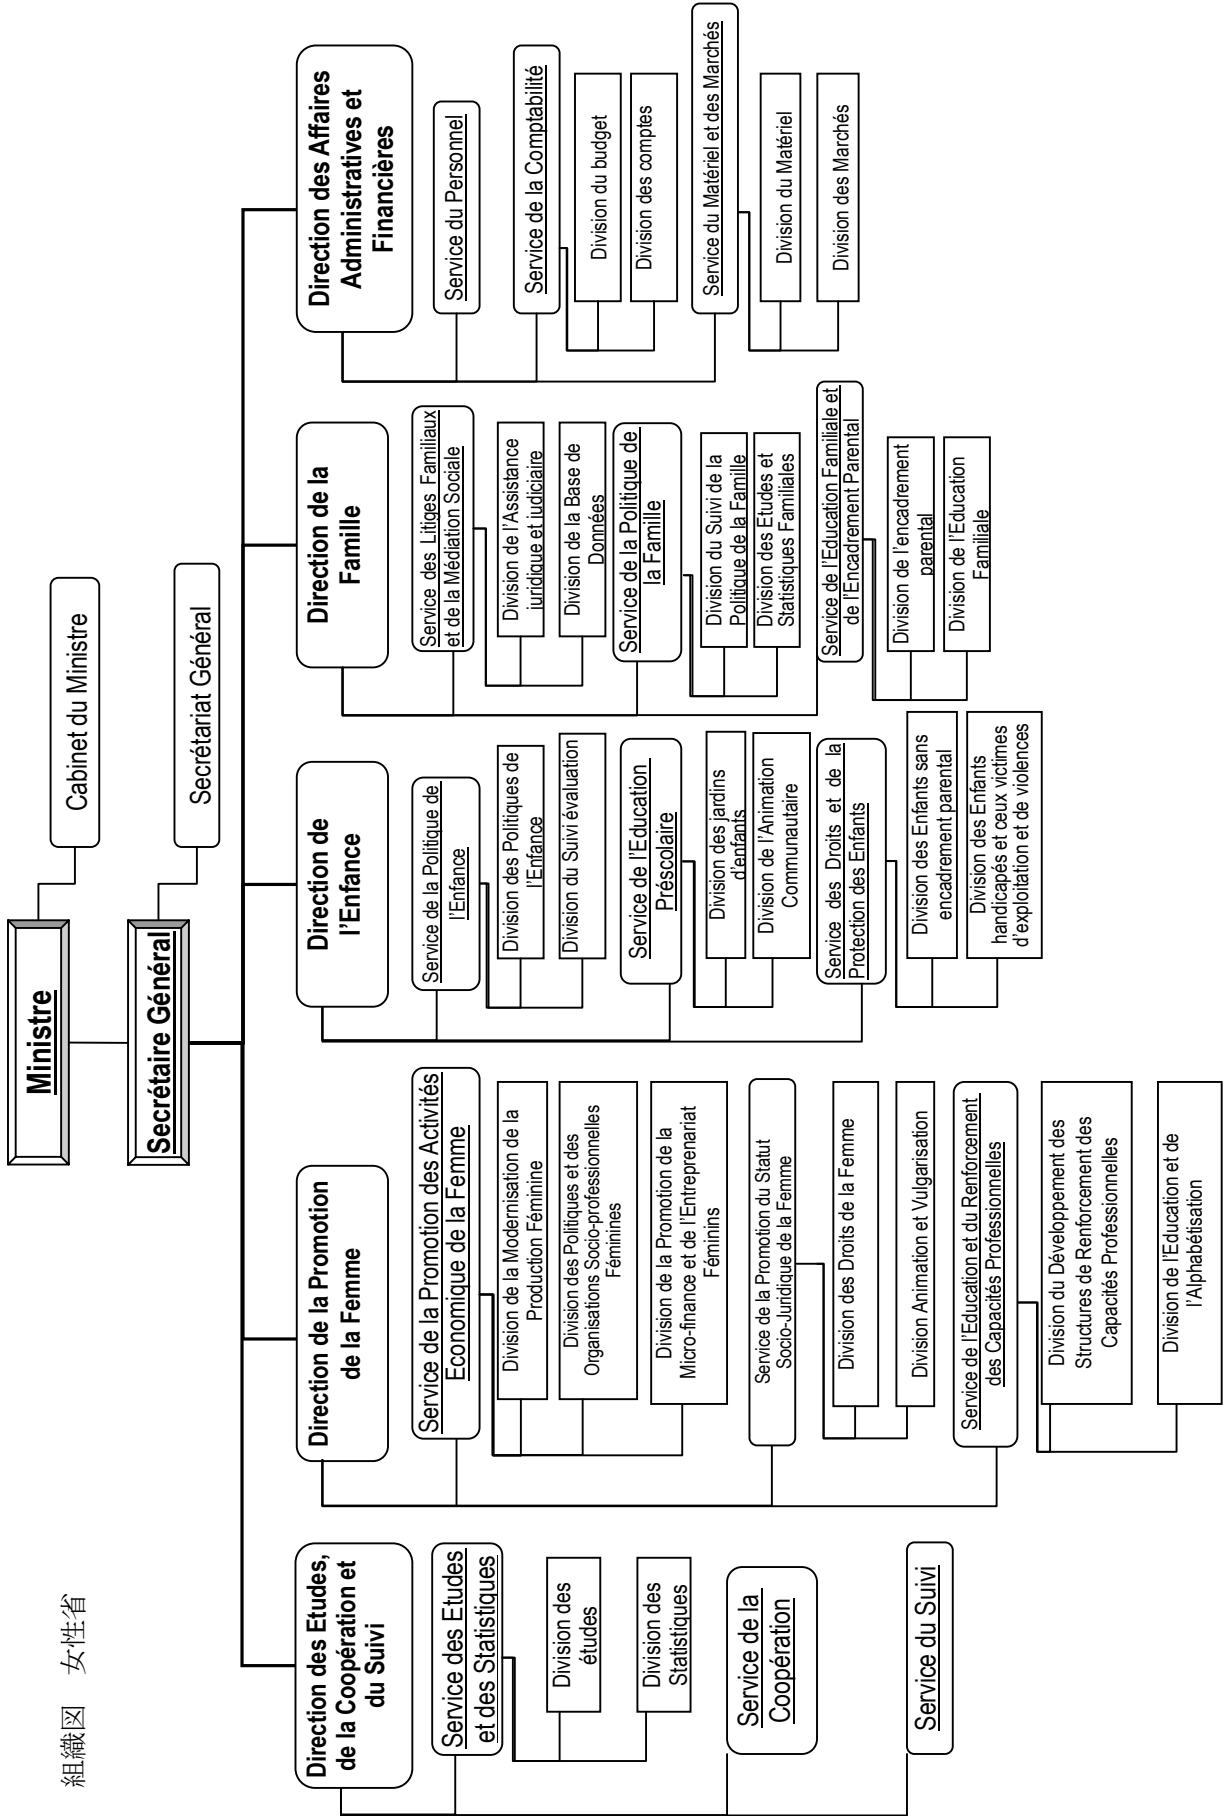 組織図　女性省
Ministre
Cabinet du Ministre
Secrétaire Général
Secrétariat Général
Direction des Etudes,
de la Coopération et
du Suivi
Service des Etudes
et des Statistiques
Division des
études
Division des
Statistiques
Service de la
Coopération
Service du Suivi
Direction de la Promotion
de la Femme
Service de la Promotion des Activités
Economique de la Femme
Division de la Modernisation de la
Production Féminine
Division des Politiques et des
Organisations Socio-professionnelles
Féminines
Division de la Promotion de la
Micro-finance et de l'Entreprenariat
Féminins
Service de la Promotion du Statut
Socio-Juridique de la Femme
Division des Droits de la Femme
Division Animation et Vulgarisation
Service de l'Education et du Renforcement
des Capacités Professionnelles
Division du Développement des
Structures de Renforcement des
Capacités Professionnelles
Division de l'Education et de
l'Alphabétisation
Direction de
l'Enfance
Service de la Politique de
l'Enfance
Division des Politiques de
l'Enfance
Division du Suivi évaluation
Service de l'Education
Préscolaire
Division des jardins
d'enfants
Division de l'Animation
Communautaire
Service des Droits et de la
Protection des Enfants
Division des Enfants sans
encadrement parental
Division des Enfants
handicapés et ceux victimes
d'exploitation et de violences
Direction de la
Famille
Service des Litiges Familiaux
et de la Médiation Sociale
Division de l'Assistance
juridique et judiciaire
Division de la Base de
Données
Service de la Politique de
la Famille
Division du Suivi de la
Politique de la Famille
Division des Etudes et
Statistiques Familiales
Service de l'Education Familiale et
de l'Encadrement Parental
Division de l'encadrement
parental
Division de l'Education
Familiale
Direction des Affaires
Administratives et
Financières
Service du Personnel
Service de la Comptabilité
Division du budget
Division des comptes
Service du Matériel et des Marchés
Division du Matériel
Division des Marchés